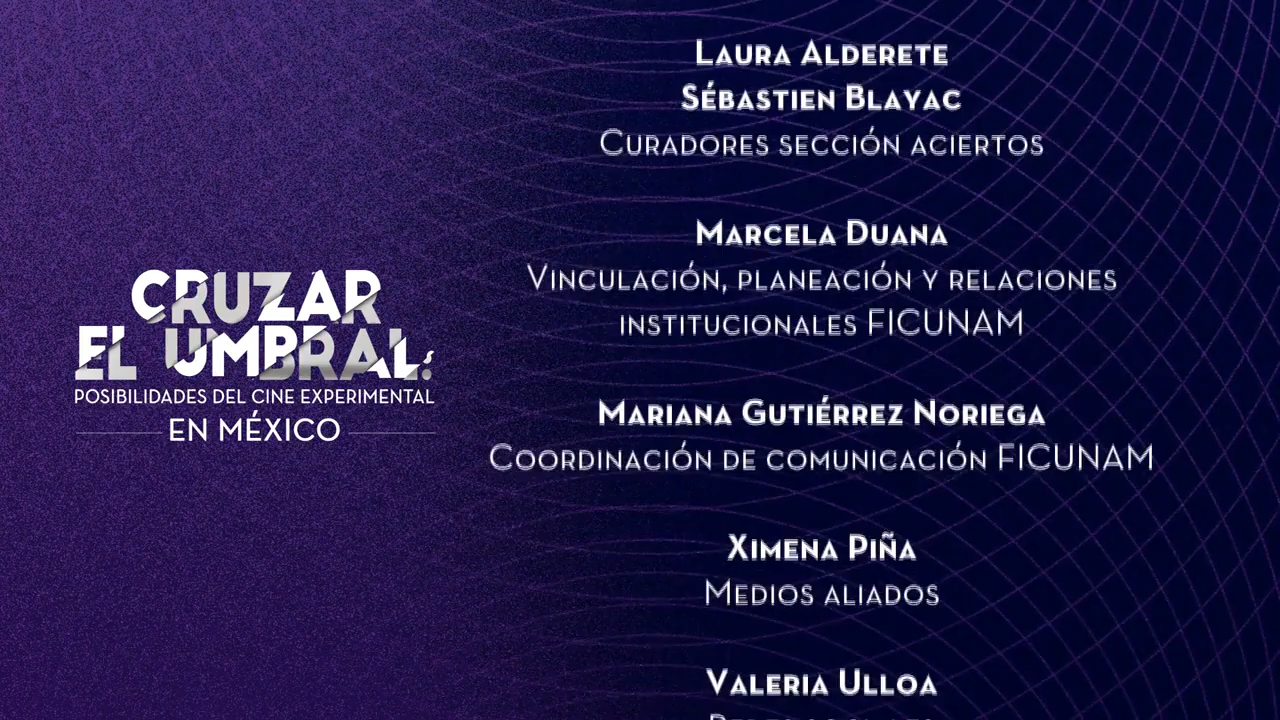 CRUZAR
EL UMBRAL:
POSIBILIDADES DEL CINE EXPERIMENTAL
EN MÉXICO
LAURA ALDERETE
SÉBASTIEN BLAYAC
CURADORES SECCIÓN ACIERTOS
MARCELA DUANA
VINCULACIÓN, PLANEACIÓN Y RELACIONES
INSTITUCIONALES FICUNAM
MARIANA GUTIÉRREZ NORIEGA
COORDINACIÓN DE COMUNICACIÓN FICUNAM
XIMENA PIÑA
MEDIOS ALIADOS
VALERIA ULLOA